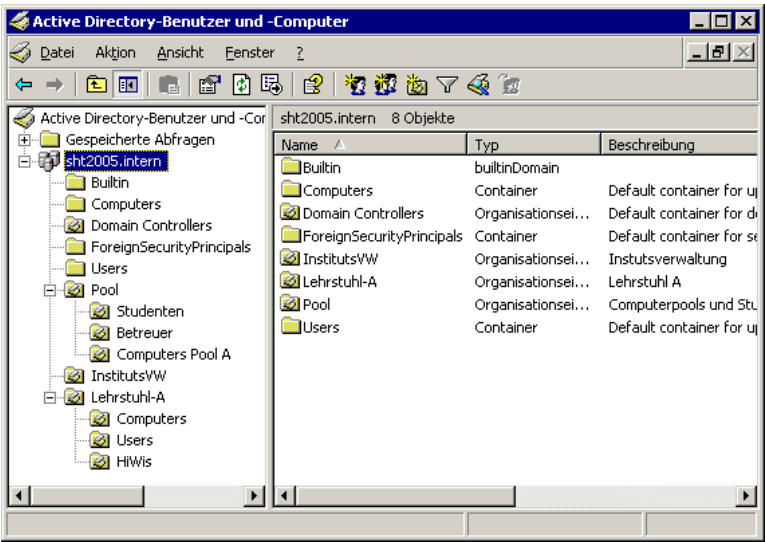 Active Directory-Benutzer und -Computer
Datei Aktion Ansicht Fenster ?
Active Directory-Benutzer und -Cor
Gespeicherte Abfragen
sht2005.intern
Builtin
Computers
Domain Controllers
ForeignSecurityPrincipals
Users
Pool
Studenten
Betreuer
Computers Pool A
InstitutsVW
Lehrstuhl-A
Computers
Users
HiWis
sht2005.intern 8 Objekte
Name Typ Beschreibung
Builtin builtinDomain
Computers Container Default container for up
Domain Controllers Organisationsei... Default container for do
ForeignSecurityPrincipals Container Default container for se
InstitutsVW Organisationsei... Instutsverwaltung
Lehrstuhl-A Organisationsei... Lehrstuhl A
Pool Organisationsei... Computerpools und Stu
Users Container Default container for up